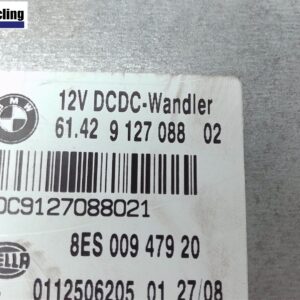 cling
BMW
12V DCDC-Wandler
61.42 9 127 088 02
DC9127088021
8ES 009 479 20
HELLA
0112506205 01 27/08